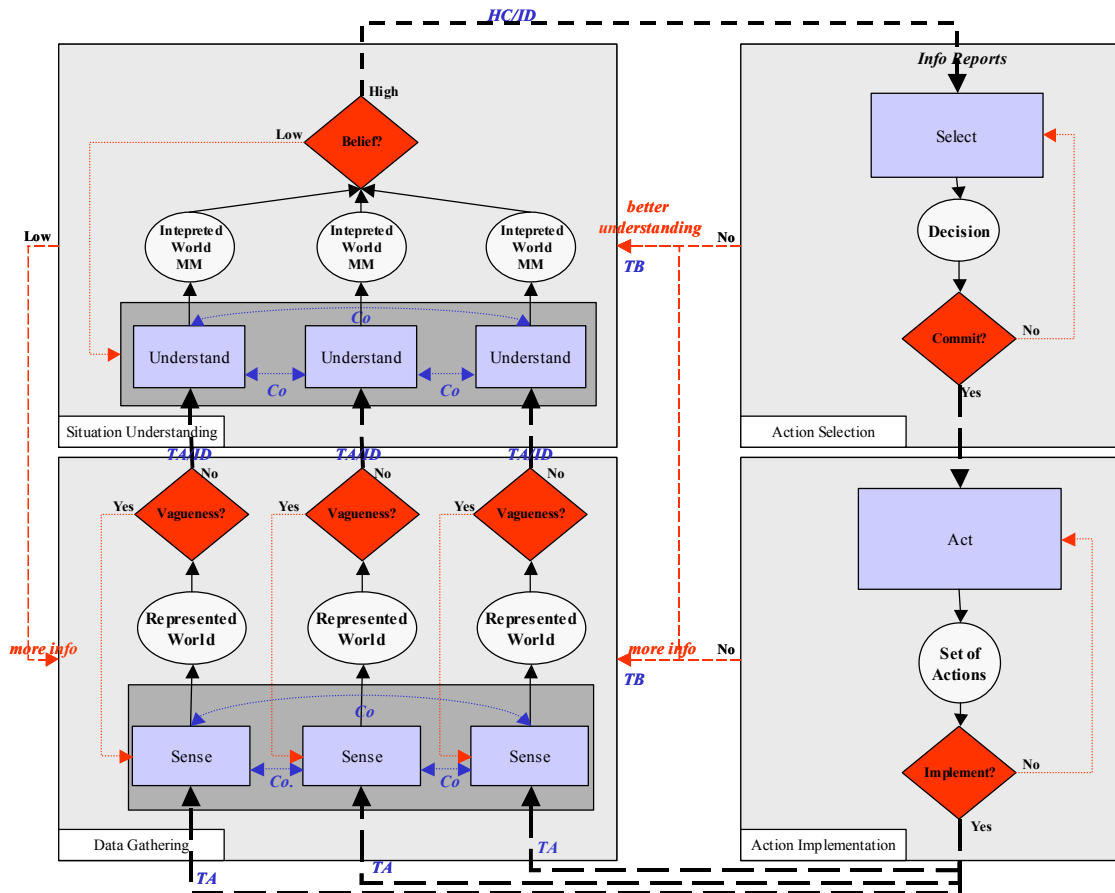 HC/ID
Info Reports
High
Low
Belief?
Select
better
understanding
Intepreted
World
MM
Intepreted
World
MM
Intepreted
World
MM
Low
No
TB
Decision
Co
Understand
Understand
Understand
Co
Co
Commit?
No
Yes
Situation Understanding
Action Selection
TA/ID
TA/ID
TA/ID
No
No
No
Yes
Yes
Yes
Vagueness?
Vagueness?
Vagueness?
Act
Represented
World
Represented
World
Represented
World
more info
more info
No
TB
Set of
Actions
Co
Sense
Sense
Sense
Co.
Co
Implement?
No
Yes
Data Gathering
Action Implementation
TA
TA
TA